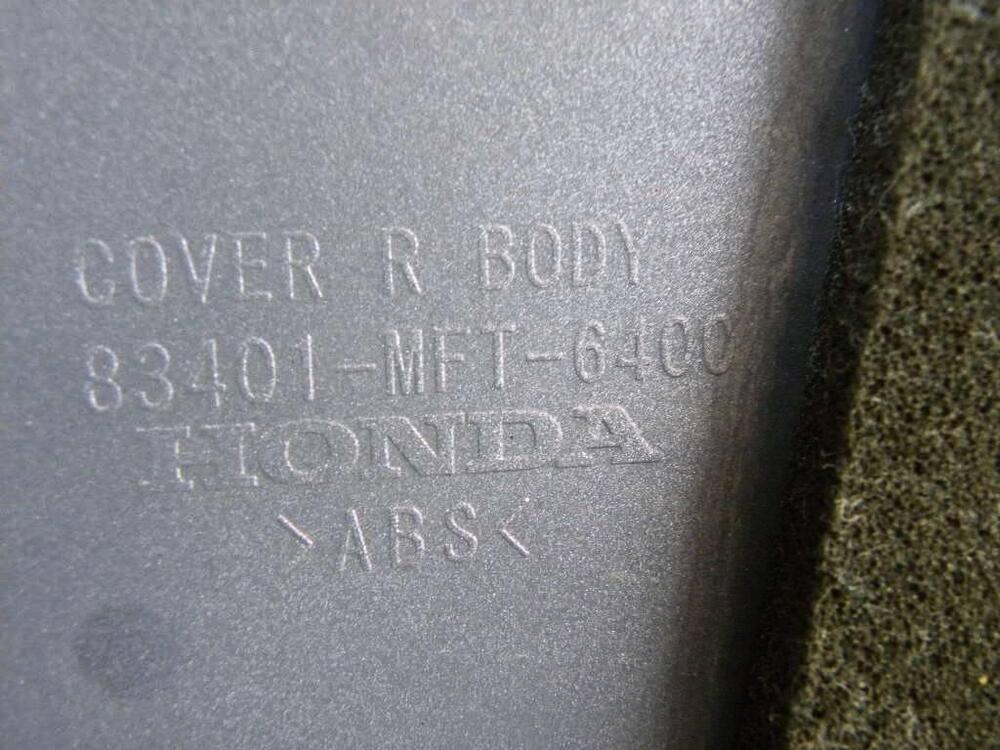 COVER R BODY
83401-MFT-6400
HONDA
>ABS<